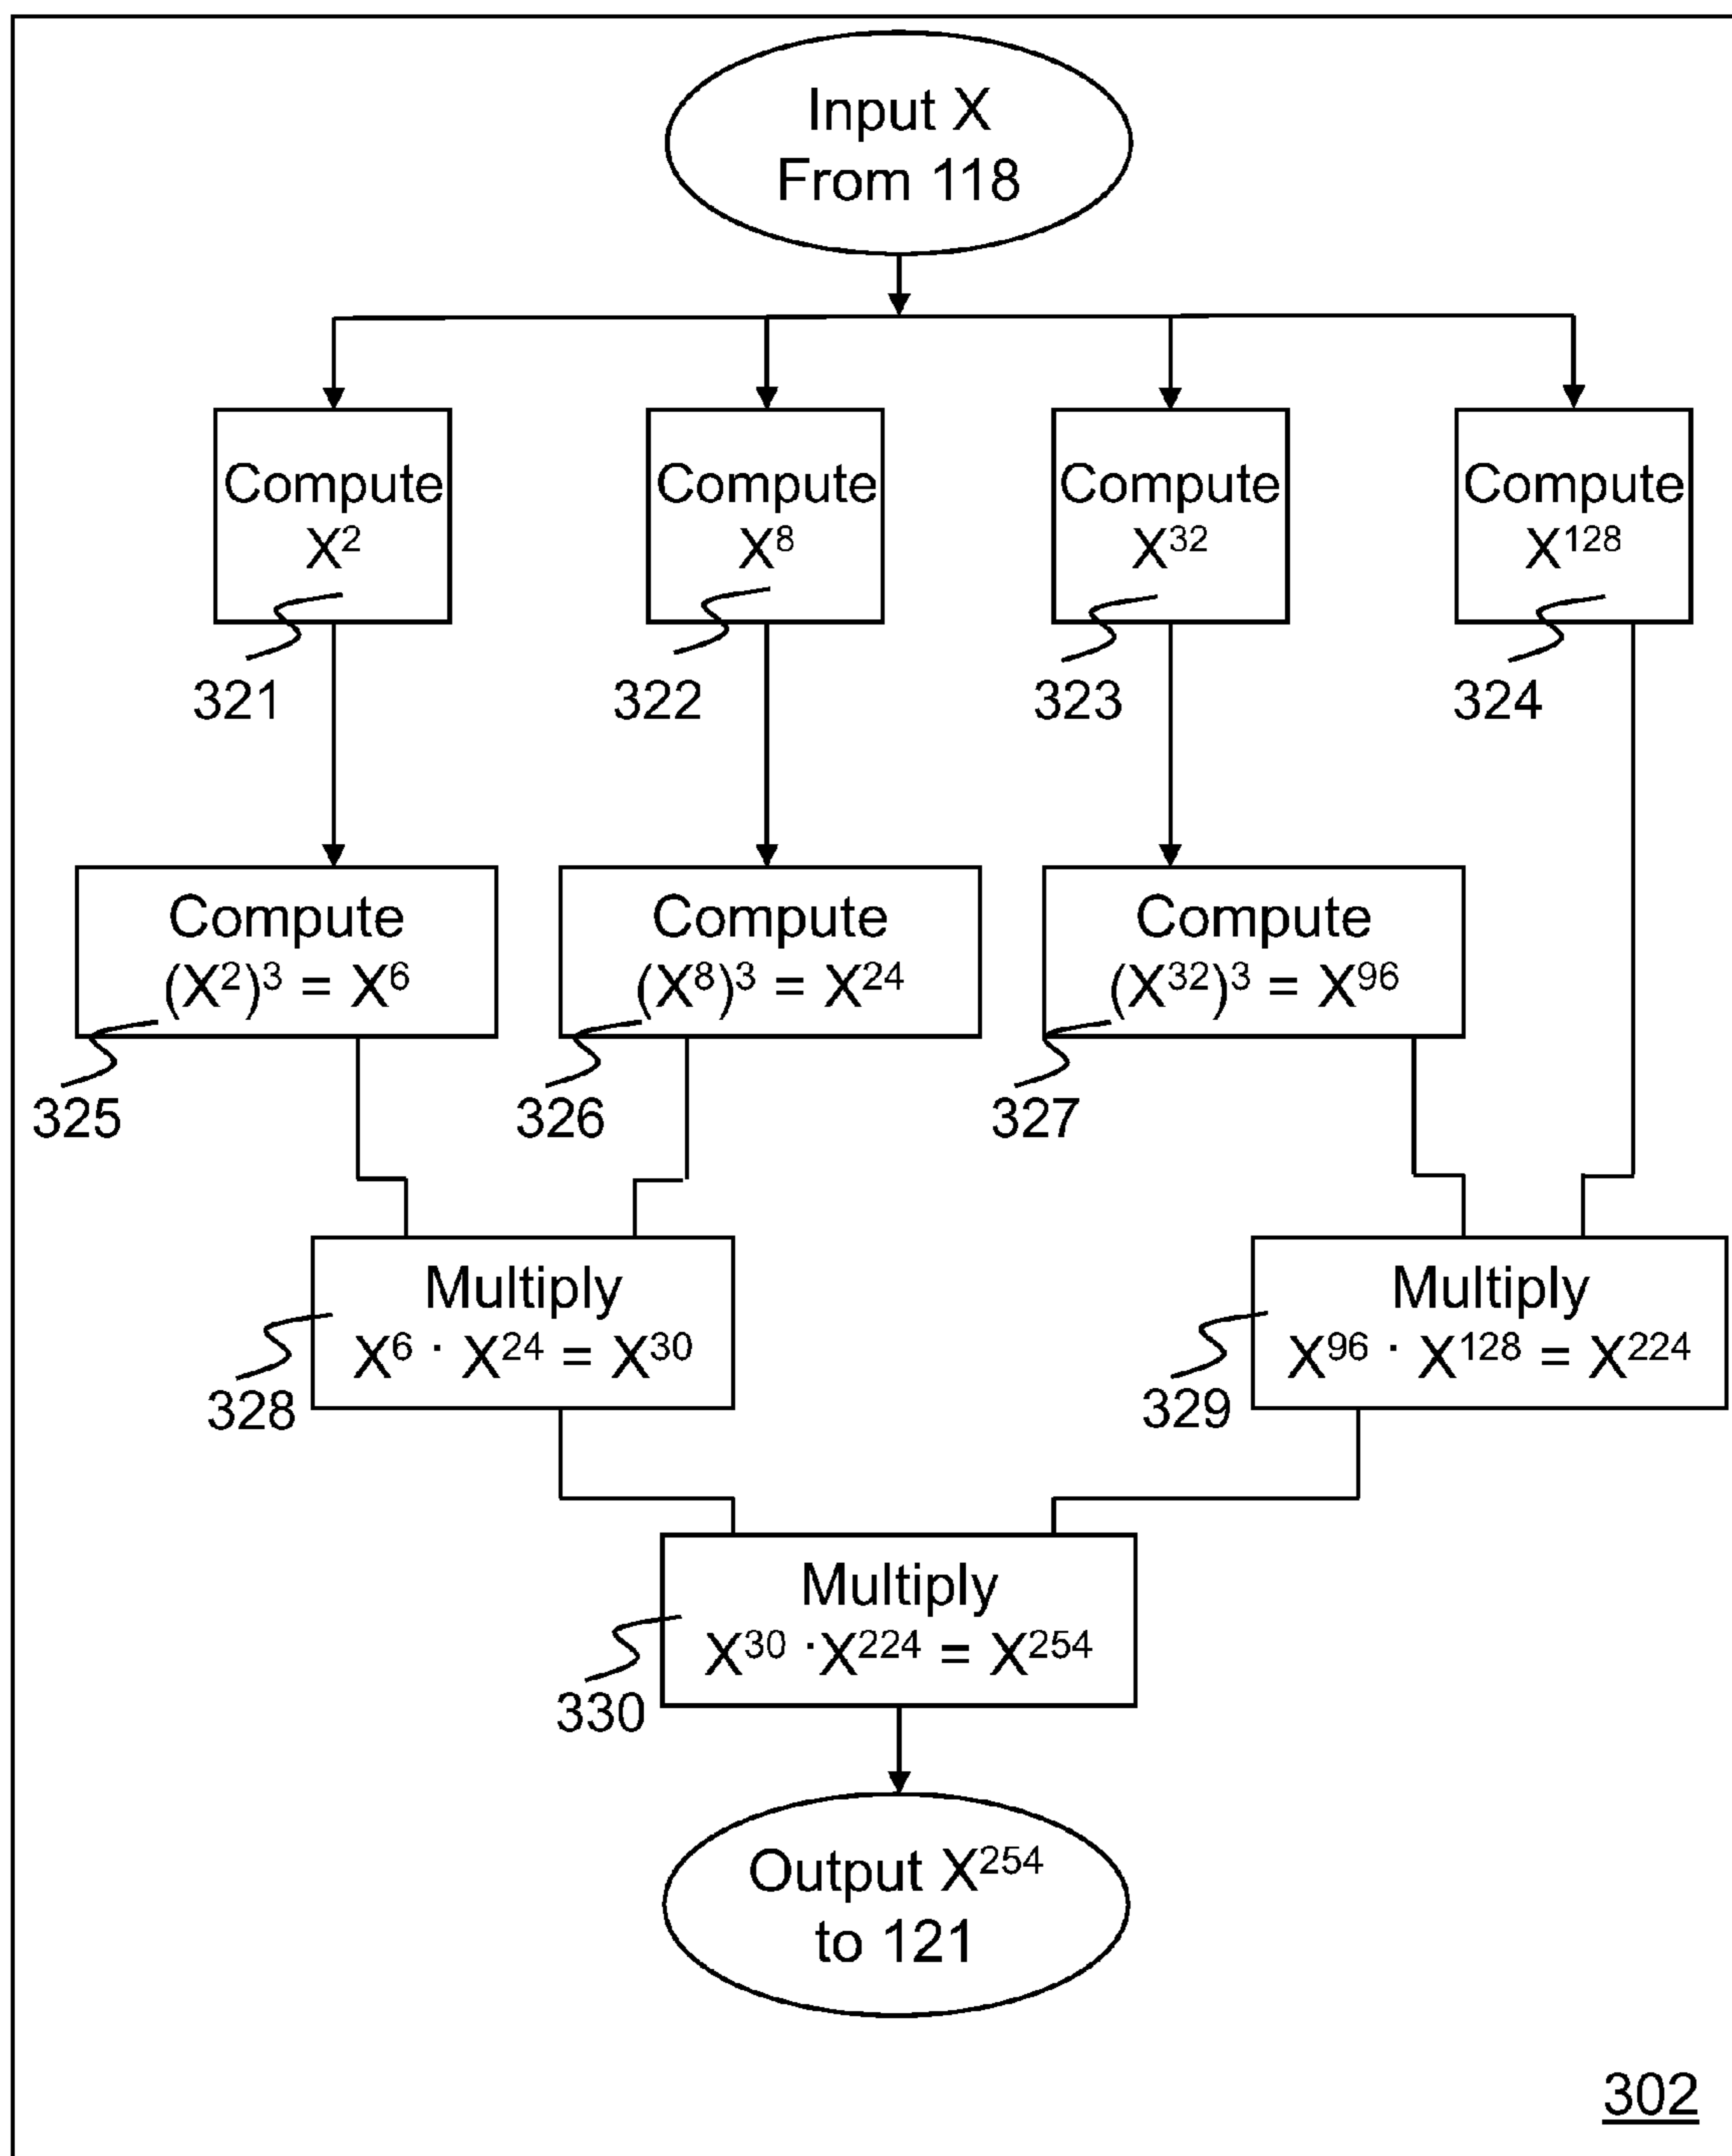 Input X
From 118
Compute
X²
321
Compute
X⁸
322
Compute
X³²
323
Compute
X¹²⁸
324
Compute
(X²)³ = X⁶
325
Compute
(X⁸)³ = X²⁴
326
Compute
(X³²)³ = X⁹⁶
327
Multiply
X⁶ · X²⁴ = X³⁰
328
Multiply
X⁹⁶ · X¹²⁸ = X²²⁴
329
Multiply
X³⁰ ·X²²⁴ = X²⁵⁴
330
Output X²⁵⁴
to 121
302